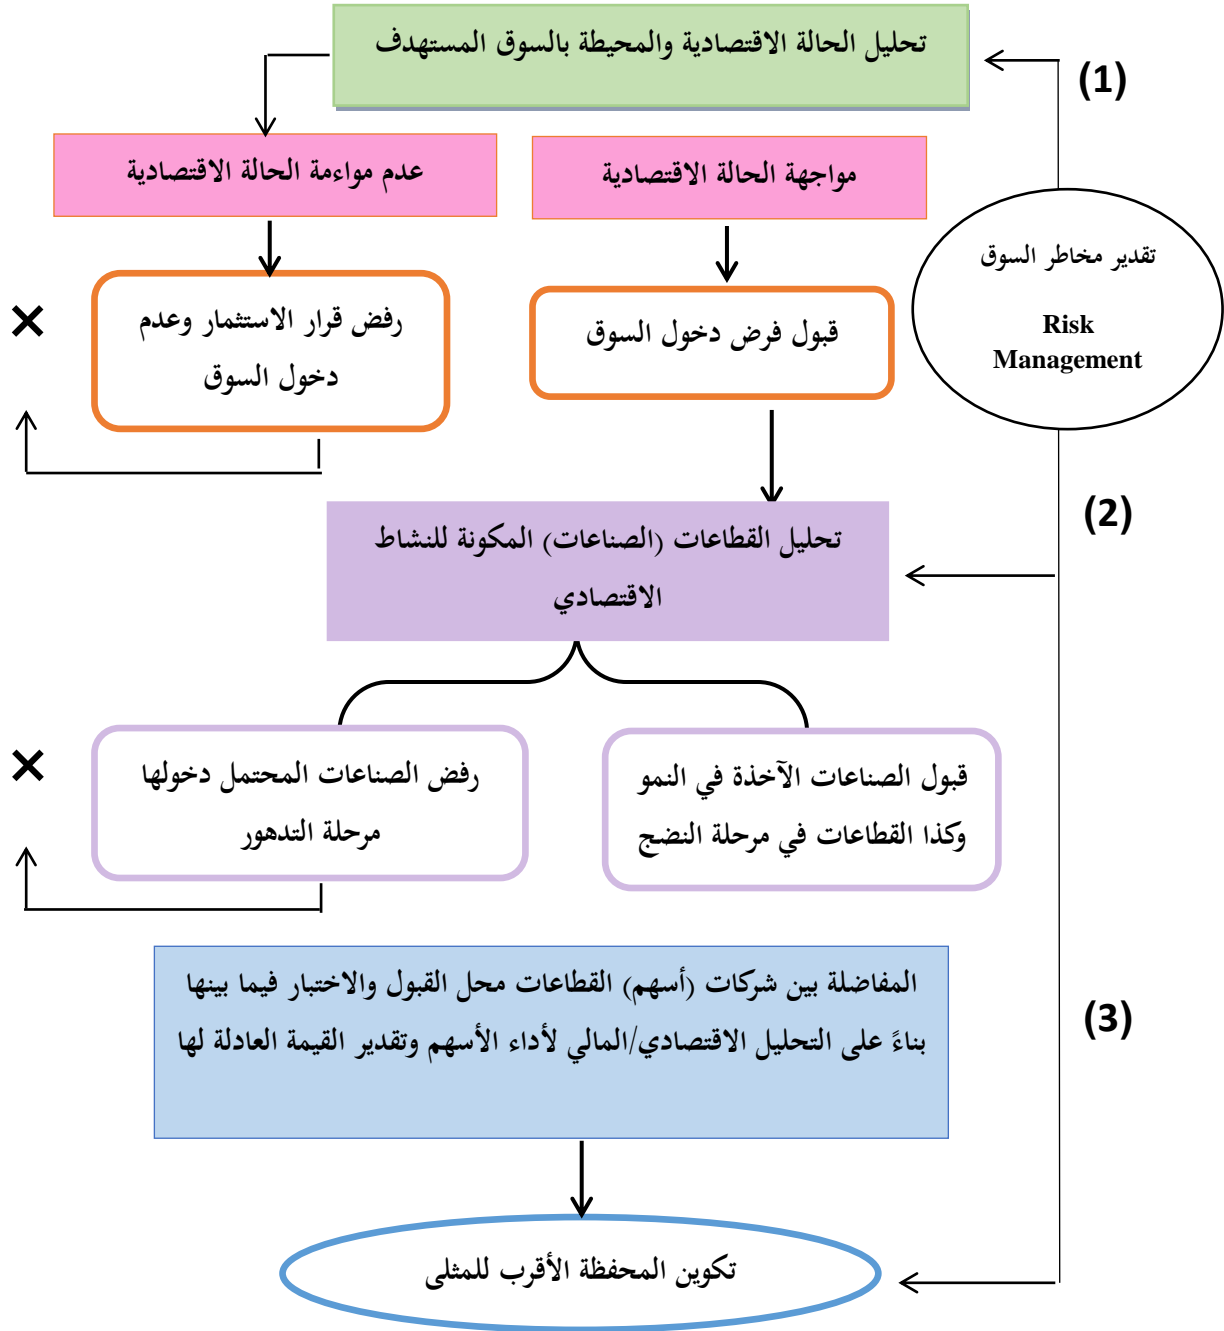 تحليل الحالة الاقتصادية والمحيطة بالسوق المستهدف
(1)
مواجهة الحالة الاقتصادية
عدم مواءمة الحالة الاقتصادية
تقدير مخاطر السوق
Risk
Management
قبول فرض دخول السوق
رفض قرار الاستثمار وعدم
دخول السوق
×
(2)
تحليل القطاعات (الصناعات) المكونة للنشاط
الاقتصادي
قبول الصناعات الآخذة في النمو
وكذا القطاعات في مرحلة النضج
رفض الصناعات المحتمل دخولها
مرحلة التدهور
×
(3)
المفاضلة بين شركات (أسهم) القطاعات محل القبول والاختبار فيما بينها
بناءً على التحليل الاقتصادي/المالي لأداء الأسهم وتقدير القيمة العادلة لها
تكوين المحفظة الأقرب للمثلى